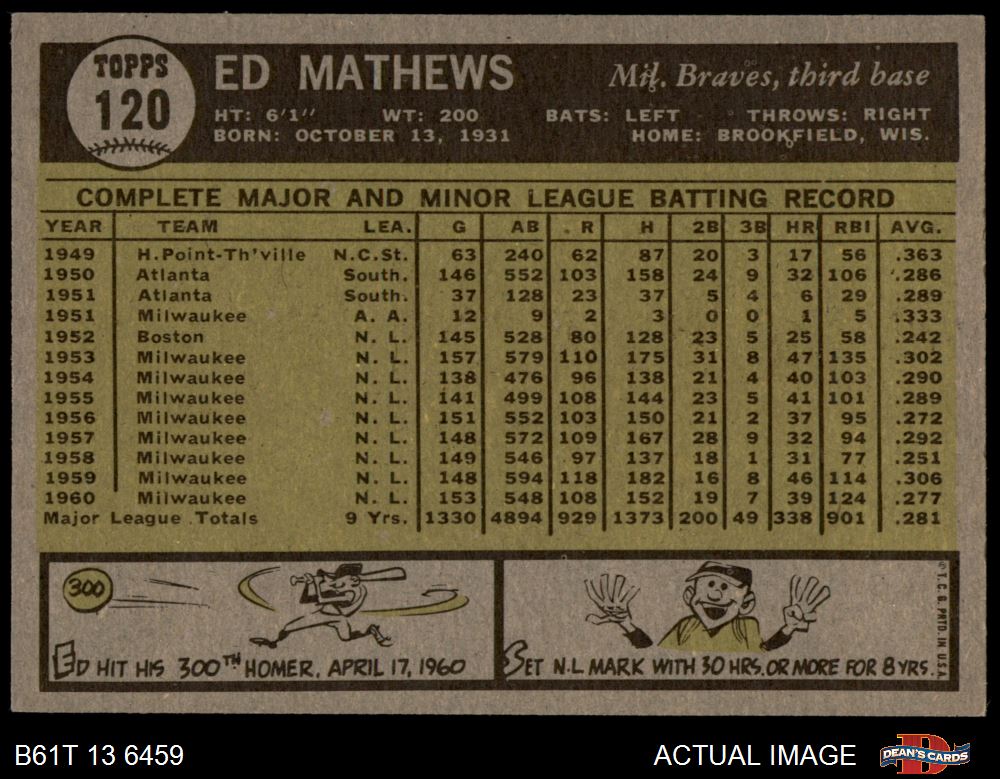 TOPPS
120
ED MATHEWS
Mil. Braves, third base
HT: 6'1" WT: 200 BATS: LEFT THROWS: RIGHT
BORN: OCTOBER 13, 1931 HOME: BROOKFIELD, WIS.
COMPLETE MAJOR AND MINOR LEAGUE BATTING RECORD
YEAR TEAM LEA. G AB R H 2B 3B HR RBI AVG.
1949 H.Point-Th'ville N.C.St. 63 240 62 87 20 3 17 56 .363
1950 Atlanta South. 146 552 103 158 24 9 32 106 .286
1951 Atlanta South. 37 128 23 37 5 4 6 29 .289
1951 Milwaukee A. A. 12 9 2 3 0 0 1 5 .333
1952 Boston N. L. 145 528 80 128 23 5 25 58 .242
1953 Milwaukee N. L. 157 579 110 175 31 8 47 135 .302
1954 Milwaukee N. L. 138 476 96 138 21 4 40 103 .290
1955 Milwaukee N. L. 141 499 108 144 23 5 41 101 .289
1956 Milwaukee N. L. 151 552 103 150 21 2 37 95 .272
1957 Milwaukee N. L. 148 572 109 167 28 9 32 94 .292
1958 Milwaukee N. L. 149 546 97 137 18 1 31 77 .251
1959 Milwaukee N. L. 148 594 118 182 16 8 46 114 .306
1960 Milwaukee N. L. 153 548 108 152 19 7 39 124 .277
Major League Totals 9 Yrs. 1330 4894 929 1373 200 49 338 901 .281
300
ED HIT HIS 300TH HOMER, APRIL 17, 1960
SET N.L MARK WITH 30 HRS. OR MORE FOR 8 YRS.
© T. C. G. PRTD. IN U.S.A.
B61T 13 6459
ACTUAL IMAGE
DEAN'S CARDS